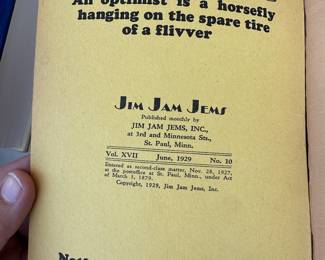 An optimist is a horsefly
hanging on the spare tire
of a flivver
JIM JAM JEMS
Published monthly by
JIM JAM JEMS, INC.,
at 3rd and Minnesota Sts.,
St. Paul, Minn.
Vol. XVII June, 1929 No. 10
Entered as second-class matter, Nov. 28, 1927,
at the postoffice at St. Paul, Minn., under Act
of March 3, 1879.
Copyright, 1929, Jim Jam Jems, Inc.